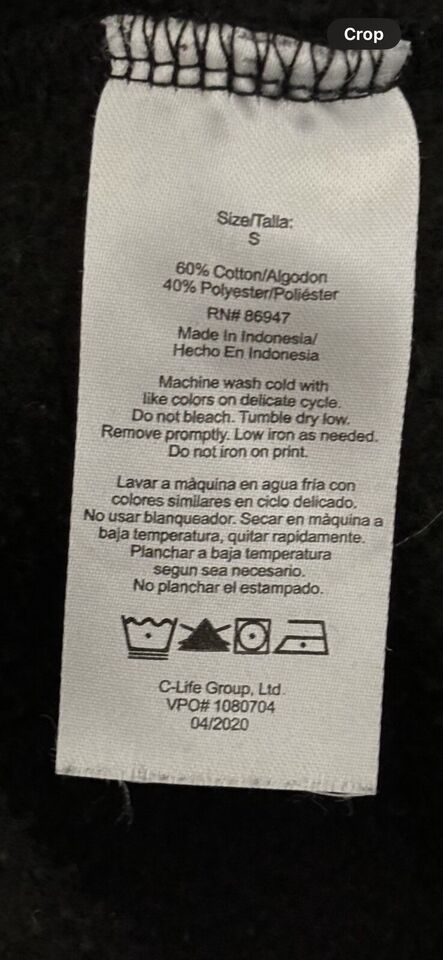 Crop
Size/Talla:
S
60% Cotton/Algodon
40% Polyester/Poliéster
RN# 86947
Made In Indonesia/
Hecho En Indonesia
Machine wash cold with
like colors on delicate cycle.
Do not bleach. Tumble dry low.
Remove promptly. Low iron as needed.
Do not iron on print.
Lavar a màquina en agua fría con
colores similares en ciclo delicado.
No usar blanqueador. Secar en màquina a
baja temperatura, quitar rapidamente.
Planchar a baja temperatura
segun sea necesario.
No planchar el estampado.
C-Life Group, Ltd.
VPO# 1080704
04/2020